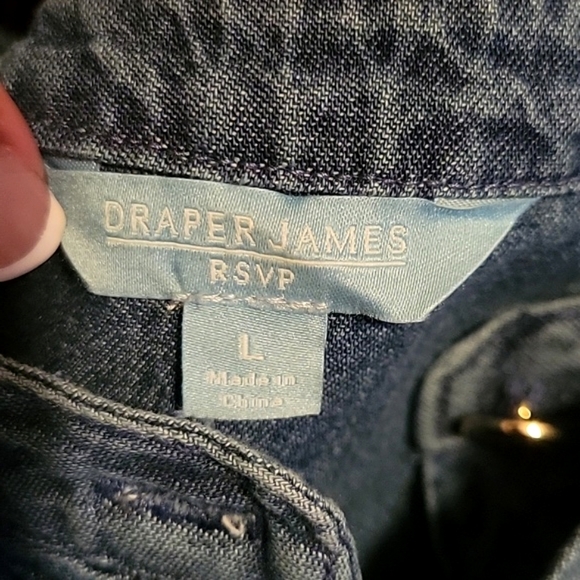 DRAPER JAMES
RSVP
L
Made in
China